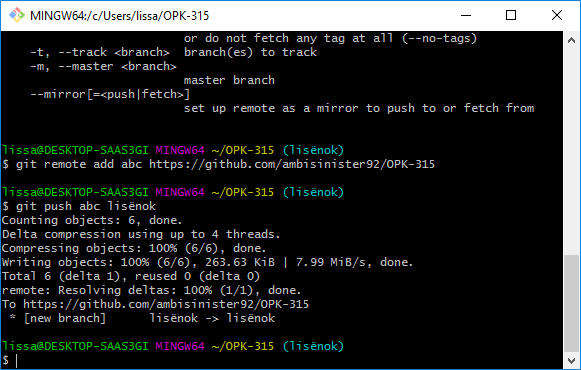 MINGW64:/c/Users/lissa/OPK-315
or do not fetch any tag at all (--no-tags)
-t, --track <branch>  branch(es) to track
-m, --master <branch>
master branch
--mirror[=<push|fetch>]
set up remote as a mirror to push to or fetch from
lissa@DESKTOP-SAAS3GI MINGW64 ~/OPK-315 (lisёnok)
$ git remote add abc https://github.com/ambisinister92/OPK-315
lissa@DESKTOP-SAAS3GI MINGW64 ~/OPK-315 (lisёnok)
$ git push abc lisёnok
Counting objects: 6, done.
Delta compression using up to 4 threads.
Compressing objects: 100% (6/6), done.
Writing objects: 100% (6/6), 263.63 KiB | 7.99 MiB/s, done.
Total 6 (delta 1), reused 0 (delta 0)
remote: Resolving deltas: 100% (1/1), done.
To https://github.com/ambisinister92/OPK-315
* [new branch]      lisёnok -> lisёnok
lissa@DESKTOP-SAAS3GI MINGW64 ~/OPK-315 (lisёnok)
$